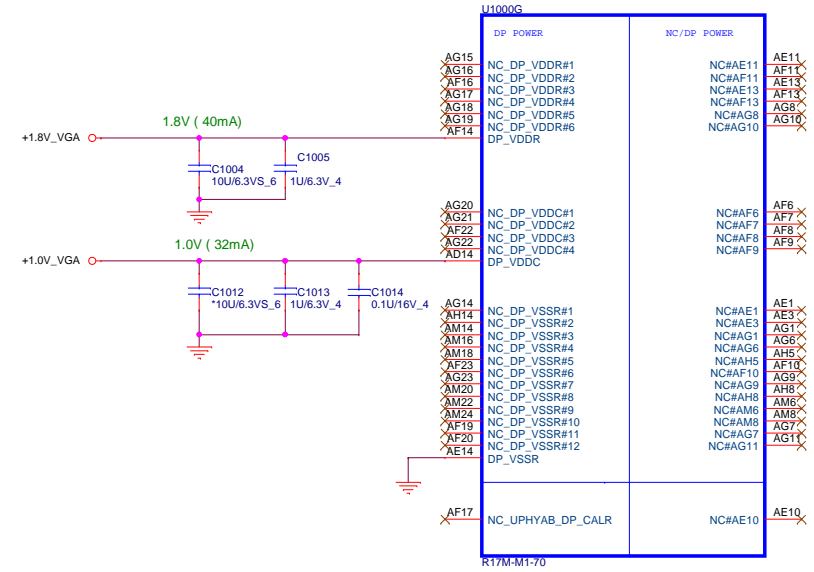 U1000G
DP POWER NC/DP POWER
AG15 NC_DP_VDDR#1 NC#AE11 AE11
AG16 NC_DP_VDDR#2 NC#AF11 AF11
AF16 NC_DP_VDDR#3 NC#AE13 AE13
AG17 NC_DP_VDDR#4 NC#AF13 AF13
AG18 NC_DP_VDDR#5 NC#AG8 AG8
AG19 NC_DP_VDDR#6 NC#AG10 AG10
1.8V ( 40mA)
+1.8V_VGA AF14 DP_VDDR
C1004
10U/6.3VS_6
C1005
1U/6.3V_4
AG20 NC_DP_VDDC#1 NC#AF6 AF6
AG21 NC_DP_VDDC#2 NC#AF7 AF7
AF22 NC_DP_VDDC#3 NC#AF8 AF8
AG22 NC_DP_VDDC#4 NC#AF9 AF9
1.0V ( 32mA)
+1.0V_VGA AD14 DP_VDDC
C1012
*10U/6.3VS_6
C1013
1U/6.3V_4
C1014
0.1U/16V_4
AG14 NC_DP_VSSR#1 NC#AE1 AE1
AH14 NC_DP_VSSR#2 NC#AE3 AE3
AM14 NC_DP_VSSR#3 NC#AG1 AG1
AM16 NC_DP_VSSR#4 NC#AG6 AG6
AM18 NC_DP_VSSR#5 NC#AH5 AH5
AF23 NC_DP_VSSR#6 NC#AF10 AF10
AG23 NC_DP_VSSR#7 NC#AG9 AG9
AM20 NC_DP_VSSR#8 NC#AH8 AH8
AM22 NC_DP_VSSR#9 NC#AM6 AM6
AM24 NC_DP_VSSR#10 NC#AM8 AM8
AF19 NC_DP_VSSR#11 NC#AG7 AG7
AF20 NC_DP_VSSR#12 NC#AG11 AG11
AE14 DP_VSSR
AF17 NC_UPHYAB_DP_CALR NC#AE10 AE10
R17M-M1-70